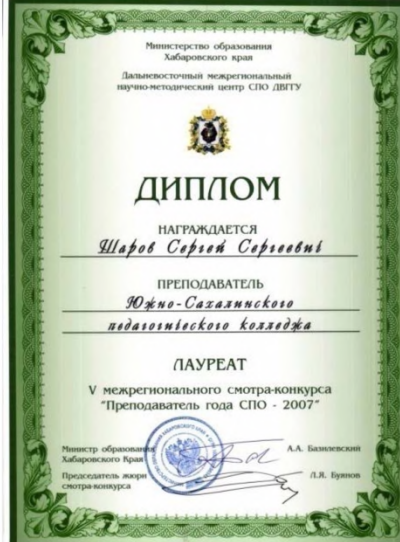 Министерство образования
Хабаровского края
Дальневосточный межрегиональный
научно-методический центр СПО ДВГГУ
ДИПЛОМ
НАГРАЖДАЕТСЯ
Шаров Сергей Сергеевич
ПРЕПОДАВАТЕЛЬ
Южно-Сахалинского
педагогического колледжа
ЛАУРЕАТ
V межрегионального смотра-конкурса
"Преподаватель года СПО - 2007"
Министр образования А.А. Базилевский
Хабаровского Края
Председатель жюри Л.Я. Буянов
смотра-конкурса